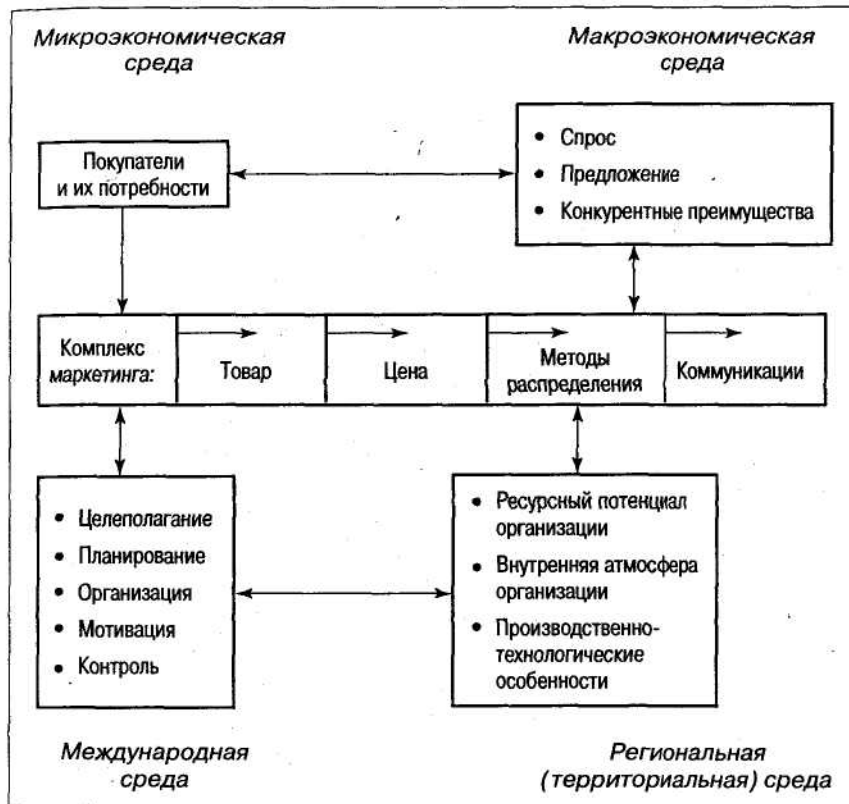 Микроэкономическая
среда
Макроэкономическая
среда
Покупатели
и их потребности
• Спрос
• Предложение
• Конкурентные преимущества
Комплекс
маркетинга:
Товар
Цена
Методы
распределения
Коммуникации
• Целеполагание
• Планирование
• Организация
• Мотивация
• Контроль
• Ресурсный потенциал
организации
• Внутренняя атмосфера
организации
• Производственно-
технологические
особенности
Международная
среда
Региональная
(территориальная) среда